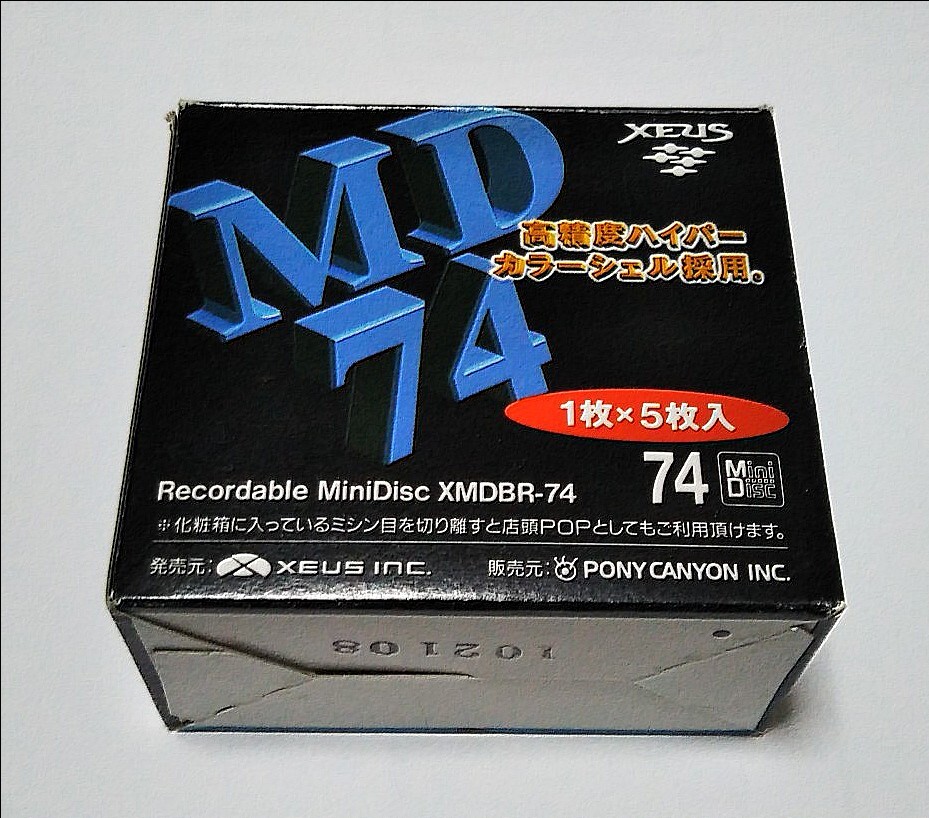 MD
74
XEUS
高精度ハイパー
カラーシェル採用。
1枚×5枚入
74 Mini Disc
Recordable MiniDisc XMDBR-74
※化粧箱に入っているミシン目を切り離すと店頭POPとしてもご利用頂けます。
発売元: XEUS INC. 販売元: PONY CANYON INC.
102108